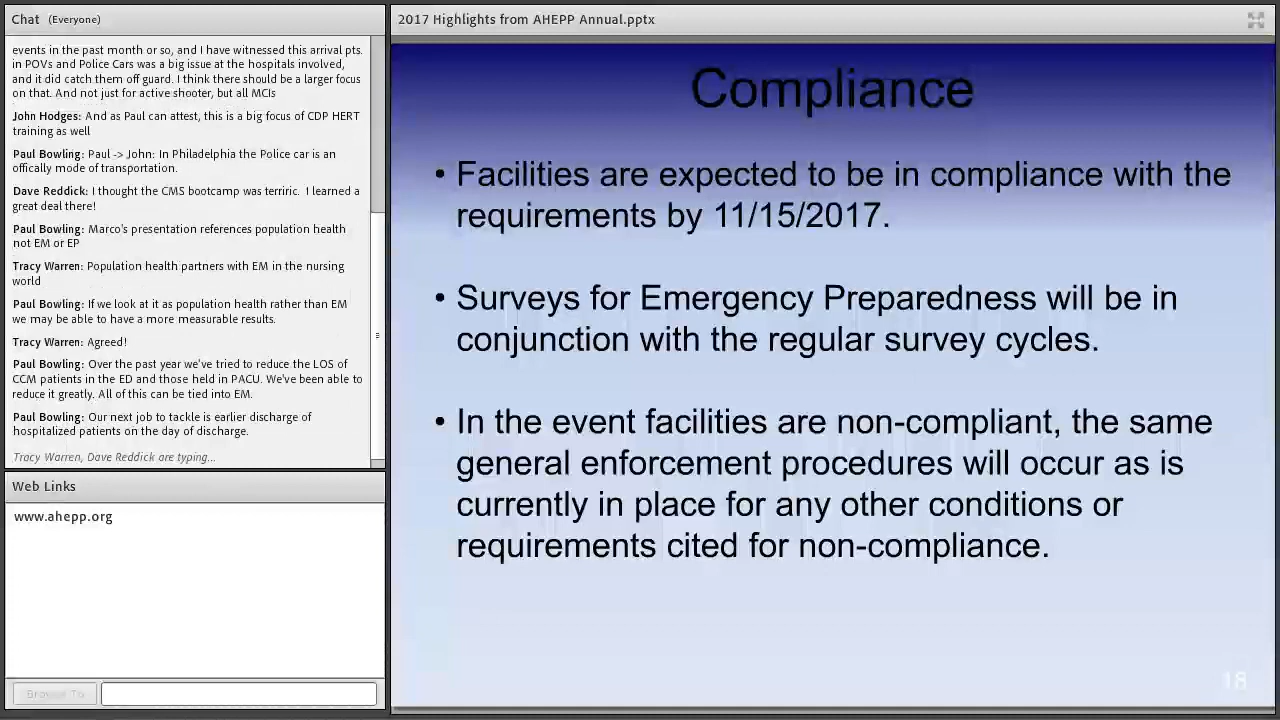 Chat (Everyone)
events in the past month or so, and I have witnessed this arrival pts.
in POVs and Police Cars was a big issue at the hospitals involved,
and it did catch them off guard. I think there should be a larger focus
on that. And not just for active shooter, but all MCIs
John Hodges: And as Paul can attest, this is a big focus of CDP HERT
training as well
Paul Bowling: Paul -> John: In Philadelphia the Police car is an
offically mode of transportation.
Dave Reddick: I thought the CMS bootcamp was terriric. I learned a
great deal there!
Paul Bowling: Marco's presentation references population health
not EM or EP
Tracy Warren: Population health partners with EM in the nursing
world
Paul Bowling: If we look at it as population health rather than EM
we may be able to have a more measurable results.
Tracy Warren: Agreed!
Paul Bowling: Over the past year we've tried to reduce the LOS of
CCM patients in the ED and those held in PACU. We've been able to
reduce it greatly. All of this can be tied into EM.
Paul Bowling: Our next job to tackle is earlier discharge of
hospitalized patients on the day of discharge.
Tracy Warren, Dave Reddick are typing...
Web Links
www.ahepp.org
Browse To
2017 Highlights from AHEPP Annual.pptx
Compliance
• Facilities are expected to be in compliance with the
requirements by 11/15/2017.
• Surveys for Emergency Preparedness will be in
conjunction with the regular survey cycles.
• In the event facilities are non-compliant, the same
general enforcement procedures will occur as is
currently in place for any other conditions or
requirements cited for non-compliance.
18